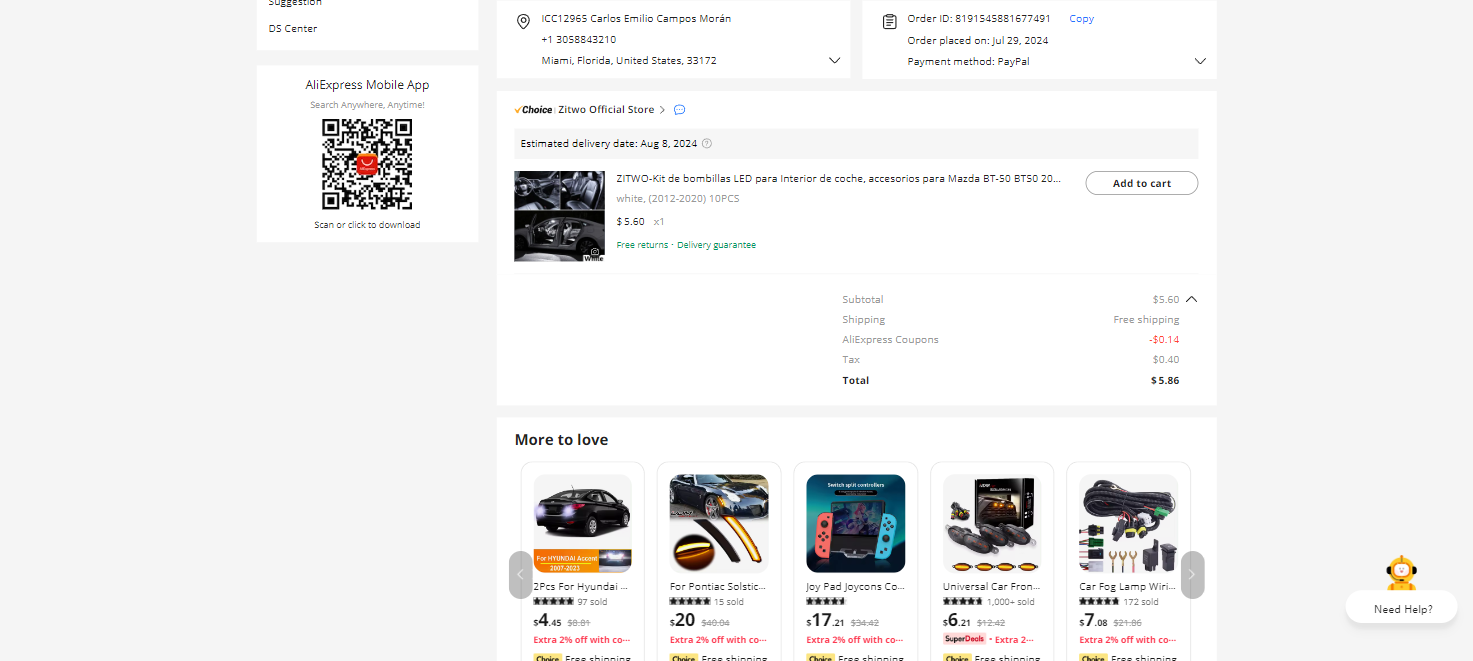 Suggestion
DS Center
AliExpress Mobile App
Search Anywhere, Anytime!
Scan or click to download
ICC12965 Carlos Emilio Campos Morán
+1 3058843210
Miami, Florida, United States, 33172
Order ID: 8191545881677491 Copy
Order placed on: Jul 29, 2024
Payment method: PayPal
Choice Zitwo Official Store
Estimated delivery date: Aug 8, 2024
ZITWO-Kit de bombillas LED para Interior de coche, accesorios para Mazda BT-50 BT50 20...
white, (2012-2020) 10PCS
$5.60 x1
Free returns · Delivery guarantee
Add to cart
White
Subtotal $5.60
Shipping Free shipping
AliExpress Coupons -$0.14
Tax $0.40
Total $5.86
More to love
For HYUNDAI Accent
2007-2023
2Pcs For Hyundai ...
97 sold
$4.45 $8.81
Extra 2% off with co...
Choice Free shipping
For Pontiac Solstic...
15 sold
$20 $40.04
Extra 2% off with co...
Choice Free shipping
Switch split controllers
Joy Pad Joycons Co...
$17.21 $34.42
Extra 2% off with co...
Choice Free shipping
Universal Car Fron...
1,000+ sold
$6.21 $12.42
SuperDeals · Extra 2...
Choice Free shipping
Car Fog Lamp Wiri...
172 sold
$7.08 $21.86
Extra 2% off with co...
Choice Free shipping
Need Help?